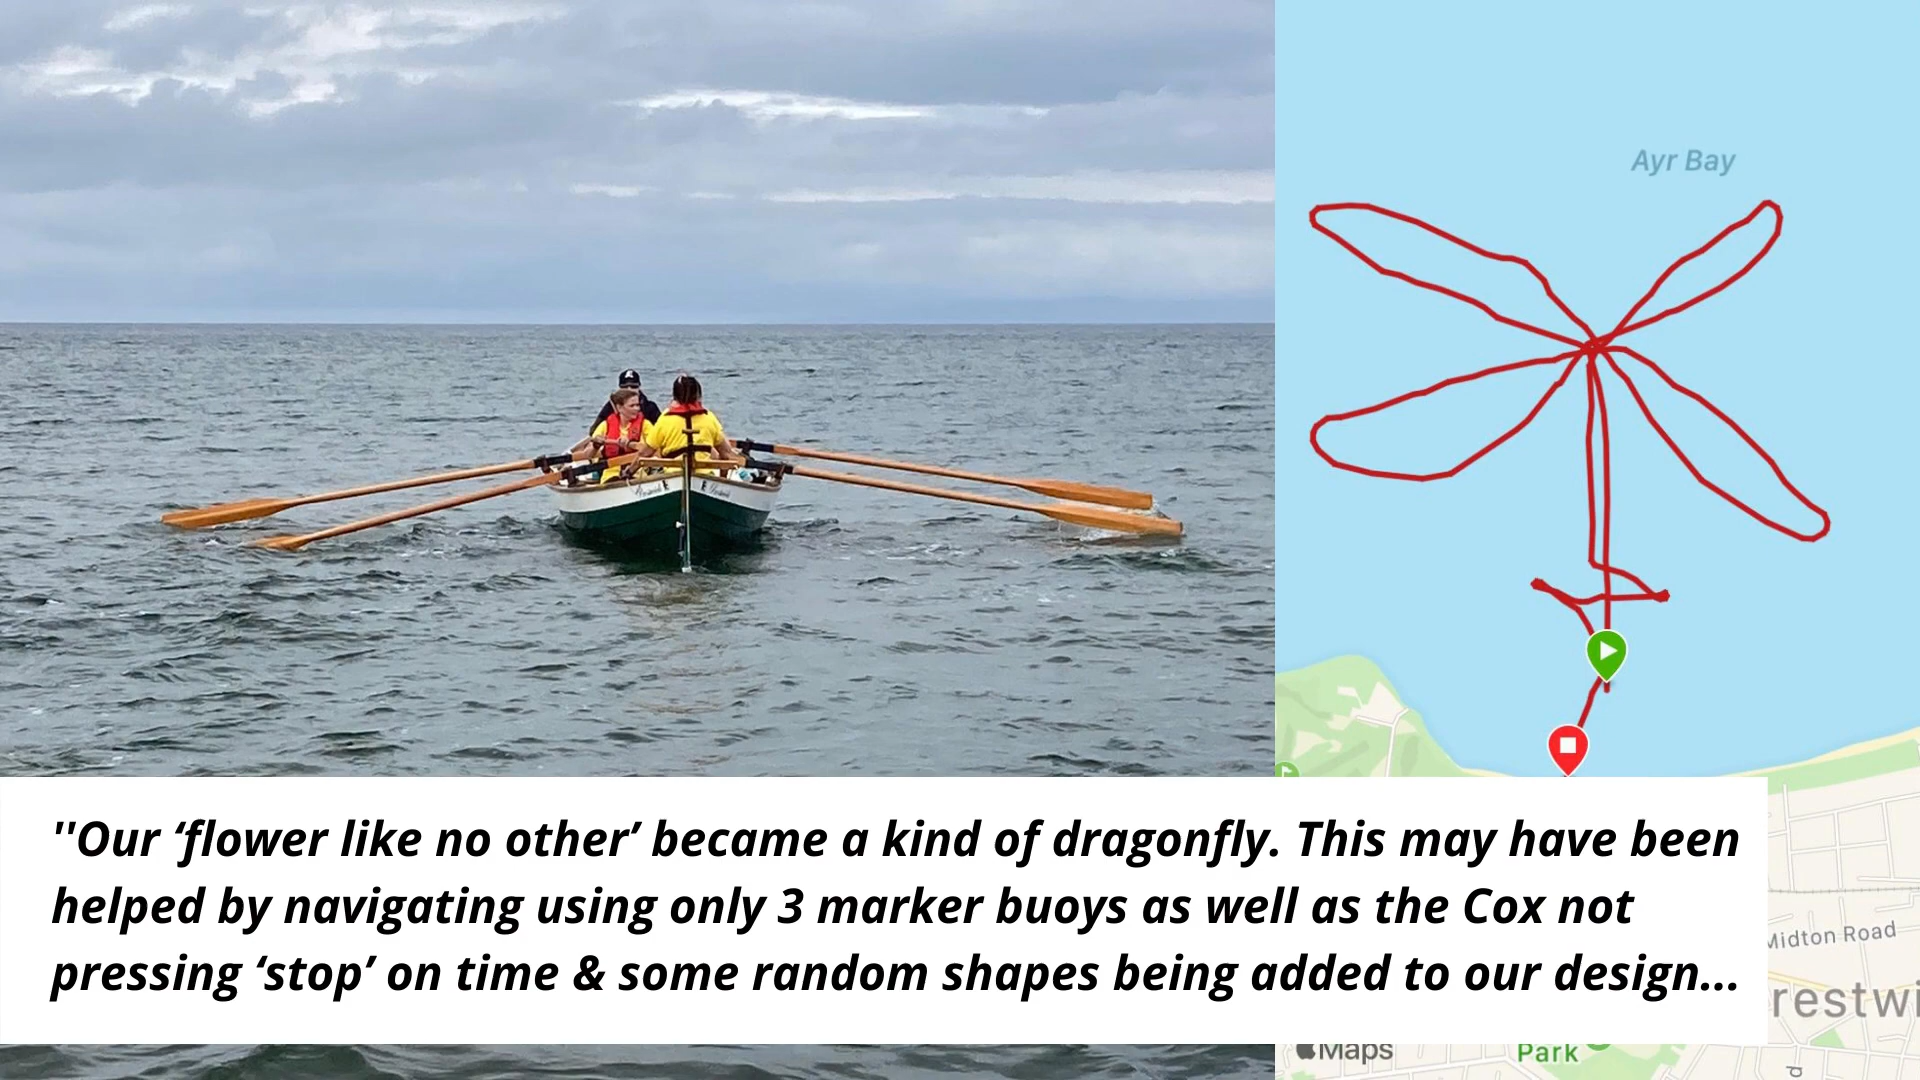 Ayr Bay
''Our ‘flower like no other’ became a kind of dragonfly. This may have been
helped by navigating using only 3 marker buoys as well as the Cox not
pressing ‘stop’ on time & some random shapes being added to our design...
Midton Road
restwi
Maps
Park